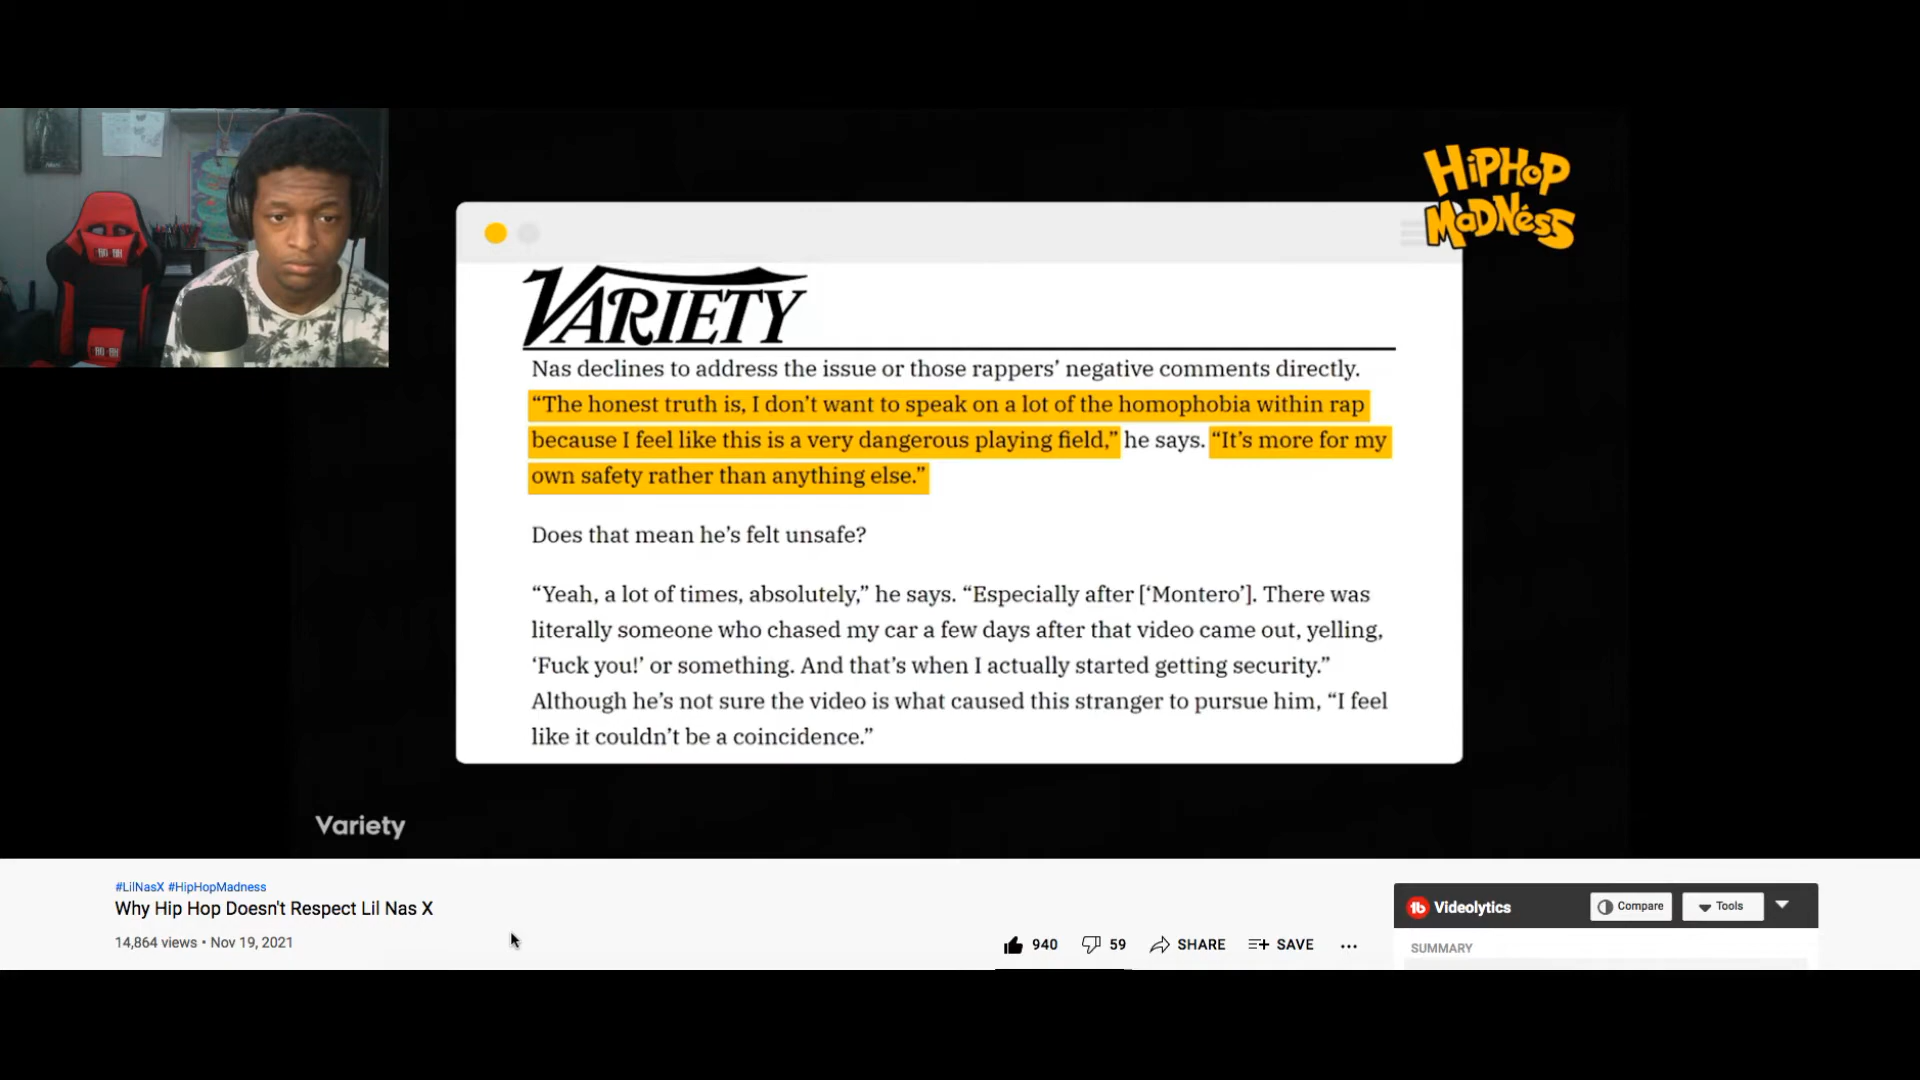 HiPHoP
MaDNéSS
VARIETY
Nas declines to address the issue or those rappers’ negative comments directly.
“The honest truth is, I don’t want to speak on a lot of the homophobia within rap
because I feel like this is a very dangerous playing field,” he says. “It’s more for my
own safety rather than anything else.”
Does that mean he’s felt unsafe?
“Yeah, a lot of times, absolutely,” he says. “Especially after [‘Montero’]. There was
literally someone who chased my car a few days after that video came out, yelling,
‘Fuck you!’ or something. And that’s when I actually started getting security.”
Although he’s not sure the video is what caused this stranger to pursue him, “I feel
like it couldn’t be a coincidence.”
Variety
#LilNasX #HipHopMadness
Why Hip Hop Doesn't Respect Lil Nas X
14,864 views • Nov 19, 2021
940 59 SHARE SAVE
Videolytics Compare Tools
SUMMARY